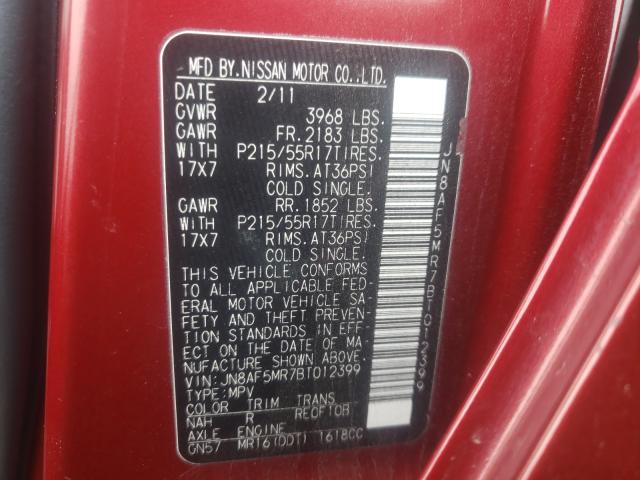 MFD BY.NISSAN MOTOR CO.,LTD.
DATE 2/11
GVWR 3968 LBS.
GAWR FR.2183 LBS.
WITH P215/55R17TIRES.
17X7 RIMS.AT36PSI
COLD SINGLE.
GAWR RR.1852 LBS.
WITH P215/55R17TIRES.
17X7 RIMS.AT36PSI
COLD SINGLE.
THIS VEHICLE CONFORMS
TO ALL APPLICABLE FED-
ERAL MOTOR VEHICLE SA-
FETY AND THEFT PREVENT-
ION STANDARDS IN EFF-
ECT ON THE DATE OF MA-
NUFACTURE SHOWN ABOVE.
VIN:JN8AF5MR7BT012399
TYPE:MPV
COLOR TRIM TRANS
NAH R RE0F10B
AXLE ENGINE
GN57 MR16(DDT) 1618CC
JN8AF5MR7BT012399